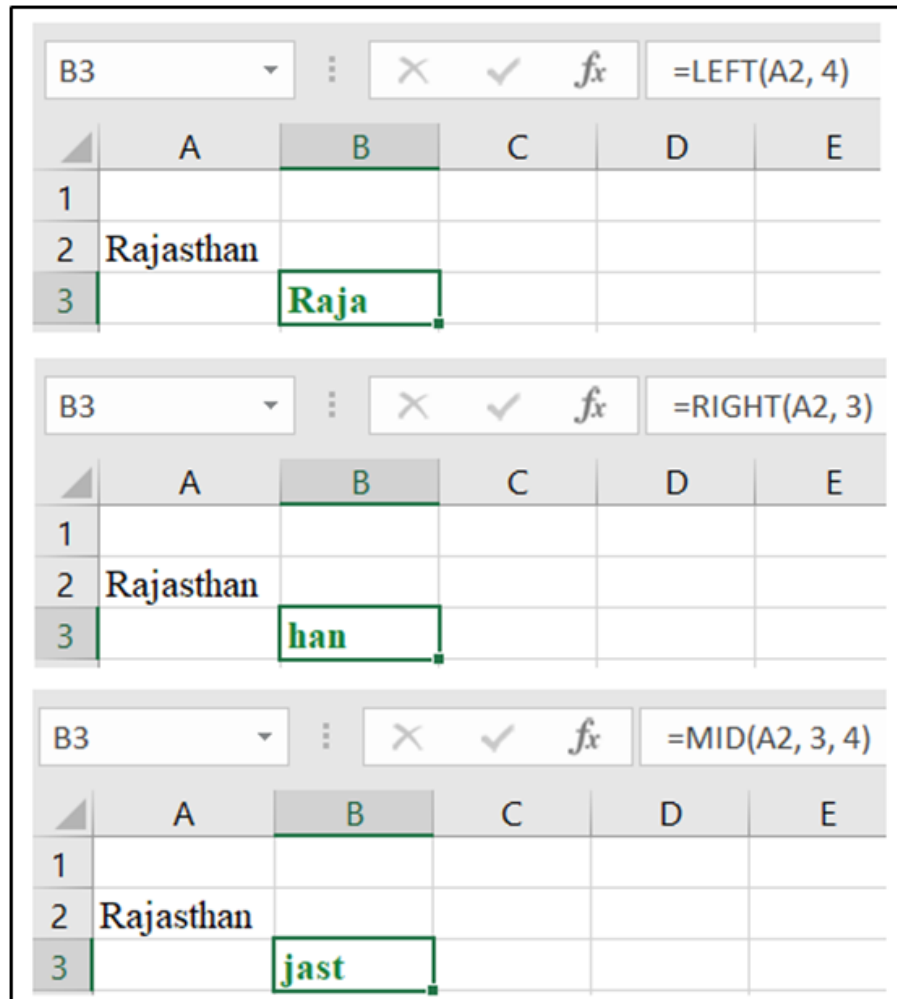 B3 fx =LEFT(A2, 4)
A B C D E
1
2 Rajasthan
3 Raja
B3 fx =RIGHT(A2, 3)
A B C D E
1
2 Rajasthan
3 han
B3 fx =MID(A2, 3, 4)
A B C D E
1
2 Rajasthan
3 jast